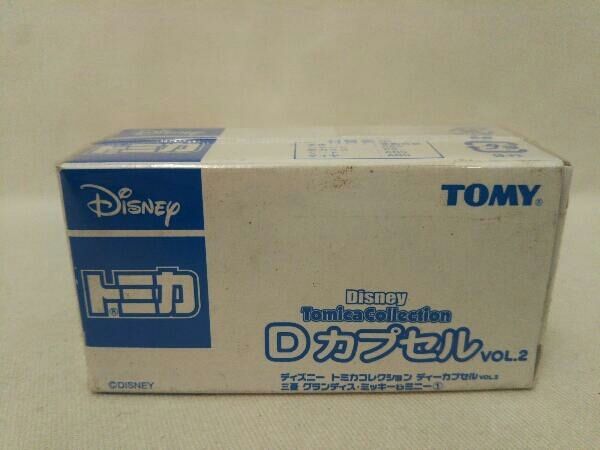 Disney
TOMY®
トミカ®
Disney
Tomica Collection
Dカプセル VOL.2
ディズニー トミカコレクション ディーカプセル VOL.2
三菱 グランディス・ミッキー&ミニー①
©DISNEY